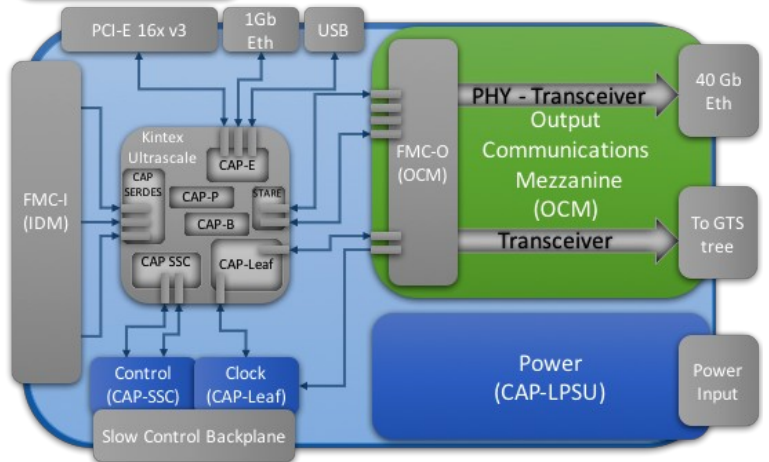 PCI-E 16x v3
1Gb
Eth
USB
FMC-I
(IDM)
Kintex
Ultrascale
CAP-E
CAP
SERDES
CAP-P
STARE
CAP-B
CAP SSC
CAP-Leaf
FMC-O
(OCM)
PHY - Transceiver
Output
Communications
Mezzanine
(OCM)
Transceiver
40 Gb
Eth
To GTS
tree
Control
(CAP-SSC)
Clock
(CAP-Leaf)
Slow Control Backplane
Power
(CAP-LPSU)
Power
Input